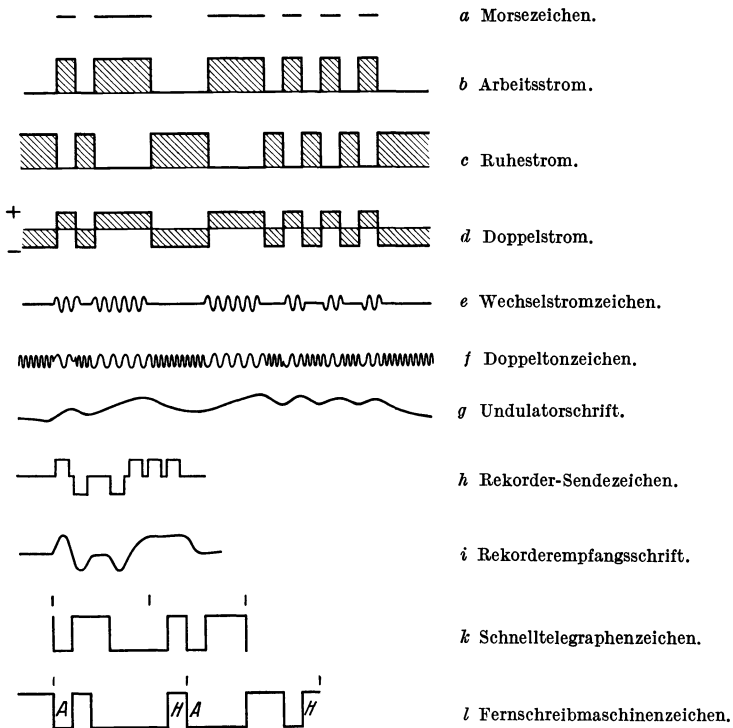 a Morsezeichen.
b Arbeitsstrom.
c Ruhestrom.
+
−
d Doppelstrom.
e Wechselstromzeichen.
f Doppeltonzeichen.
g Undulatorschrift.
h Rekorder-Sendezeichen.
i Rekorderempfangsschrift.
k Schnelltelegraphenzeichen.
A H A H
l Fernschreibmaschinenzeichen.